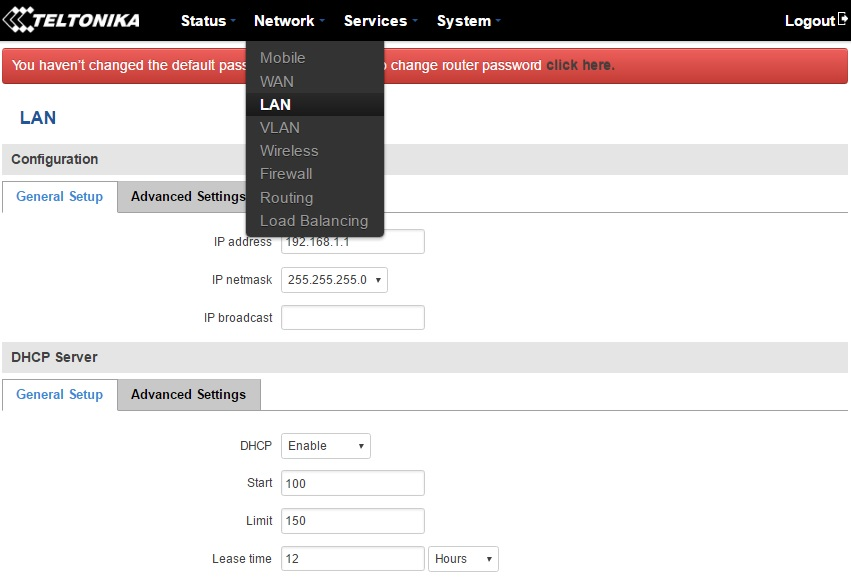 TELTONIKA Status Network Services System Logout
You haven't changed the default change router password click here.
Mobile
WAN
LAN
VLAN
Wireless
Firewall
Routing
Load Balancing
LAN
Configuration
General Setup Advanced Settings
IP address 192.168.1.1
IP netmask 255.255.255.0
IP broadcast
DHCP Server
General Setup Advanced Settings
DHCP Enable
Start 100
Limit 150
Lease time 12 Hours